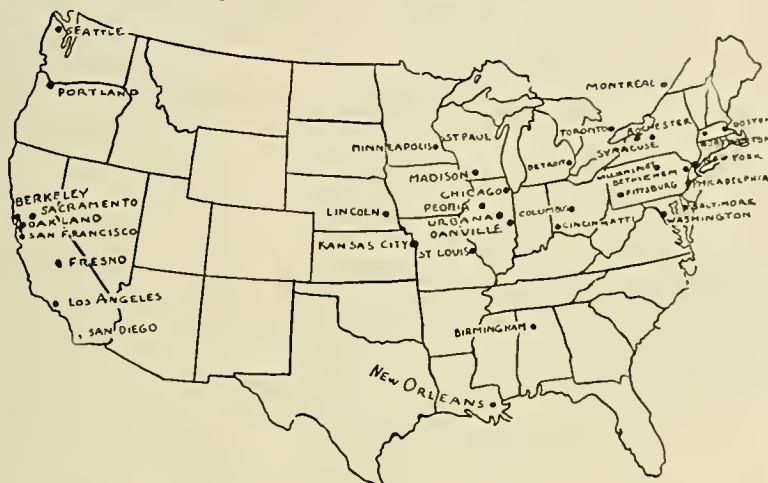 SEATTLE
PORTLAND
MONTREAL
MINNEAPOLIS
ST PAUL
TORONTO
ROCHESTER
BOSTON
SYRACUSE
DETROIT
MADISON
YORK
BETHLEHEM
CHICAGO
PITTSBURG
PHILADELPHIA
BERKELEY
SACRAMENTO
PEORIA
LINCOLN
URBANA
COLUMBUS
BALTIMORE
OAKLAND
DANVILLE
CINCINNATTI
WASHINGTON
SAN FRANCISCO
KANSAS CITY
ST LOUIS
FRESNO
LOS ANGELES
SAN DIEGO
BIRMINGHAM
NEW ORLEANS